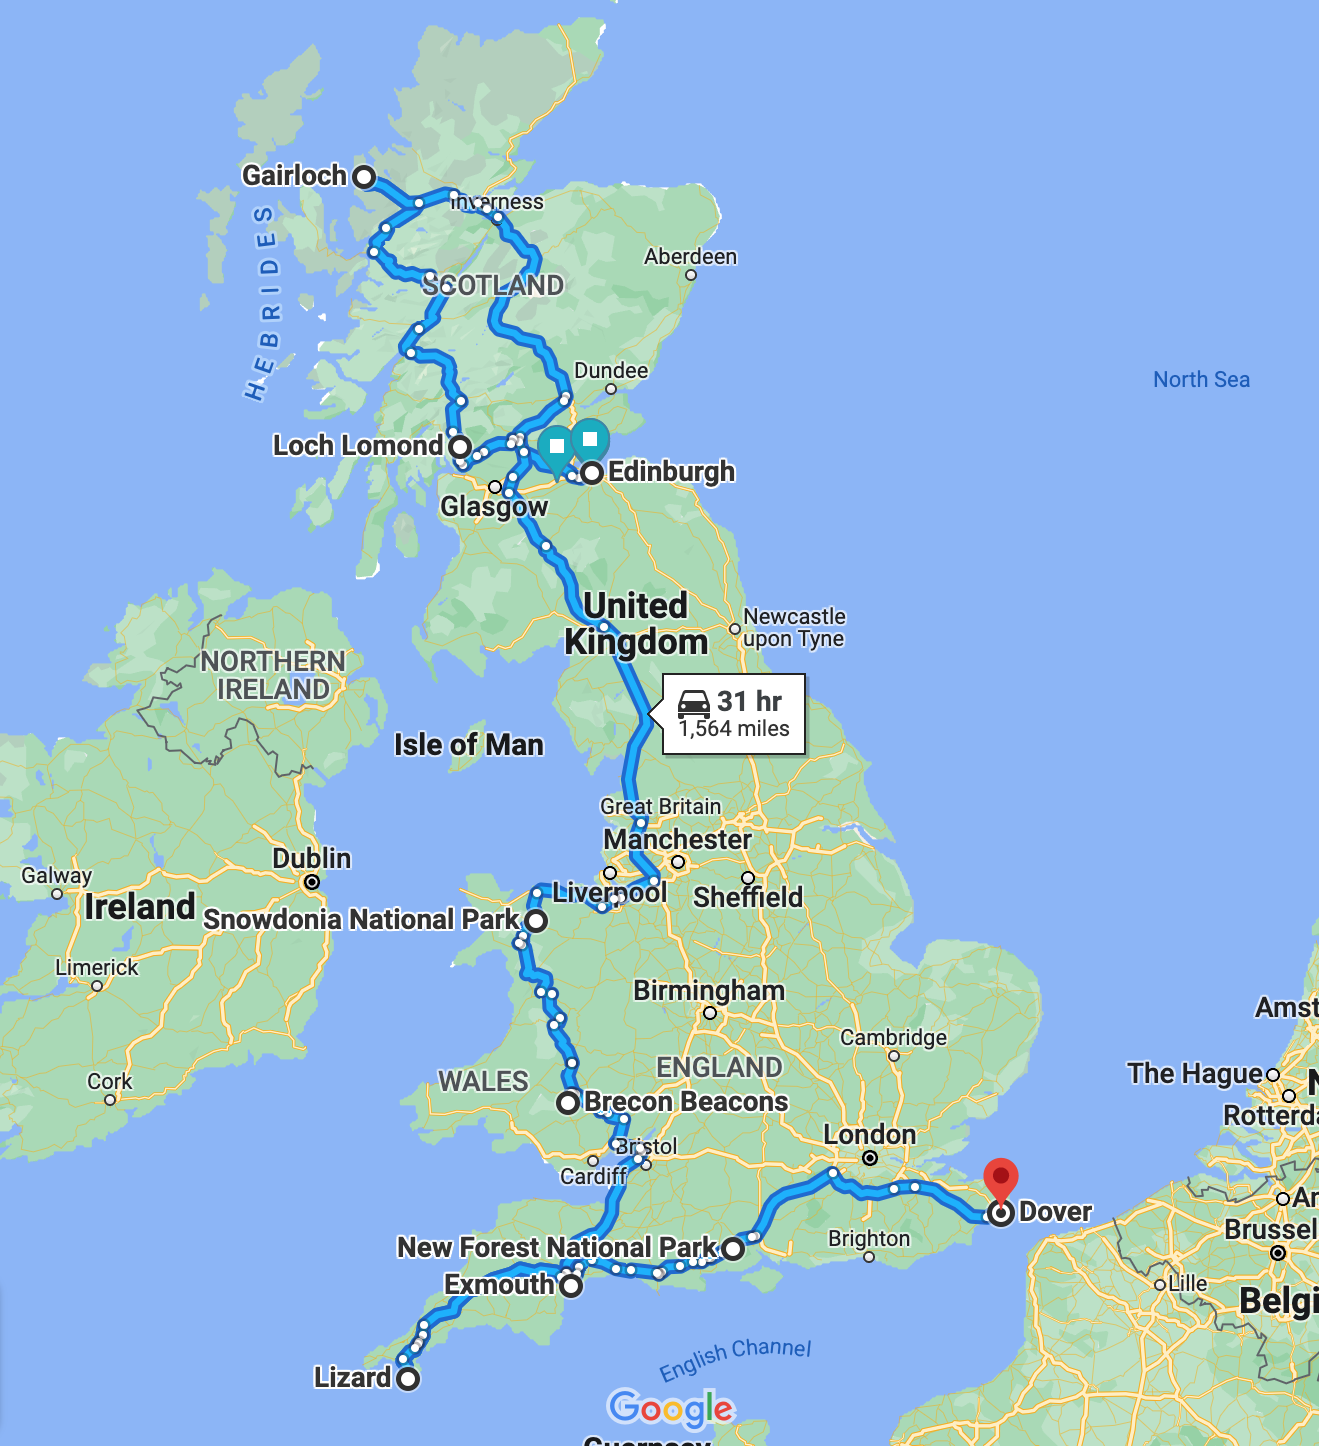 Gairloch
Inverness
HEBRIDES
Aberdeen
SCOTLAND
North Sea
Dundee
Loch Lomond
Edinburgh
Glasgow
United
Kingdom
Newcastle
upon Tyne
NORTHERN
IRELAND
31 hr
1,564 miles
Isle of Man
Great Britain
Manchester
Dublin
Galway
Liverpool
Sheffield
Ireland
Snowdonia National Park
Limerick
Birmingham
Amst
Cambridge
ENGLAND
The Hague
N
Cork
WALES
Brecon Beacons
Rotterda
London
Bristol
Cardiff
An
Dover
Brussel
New Forest National Park
Brighton
Exmouth
Lille
Belgi
English Channel
Lizard
Google
Guernsey